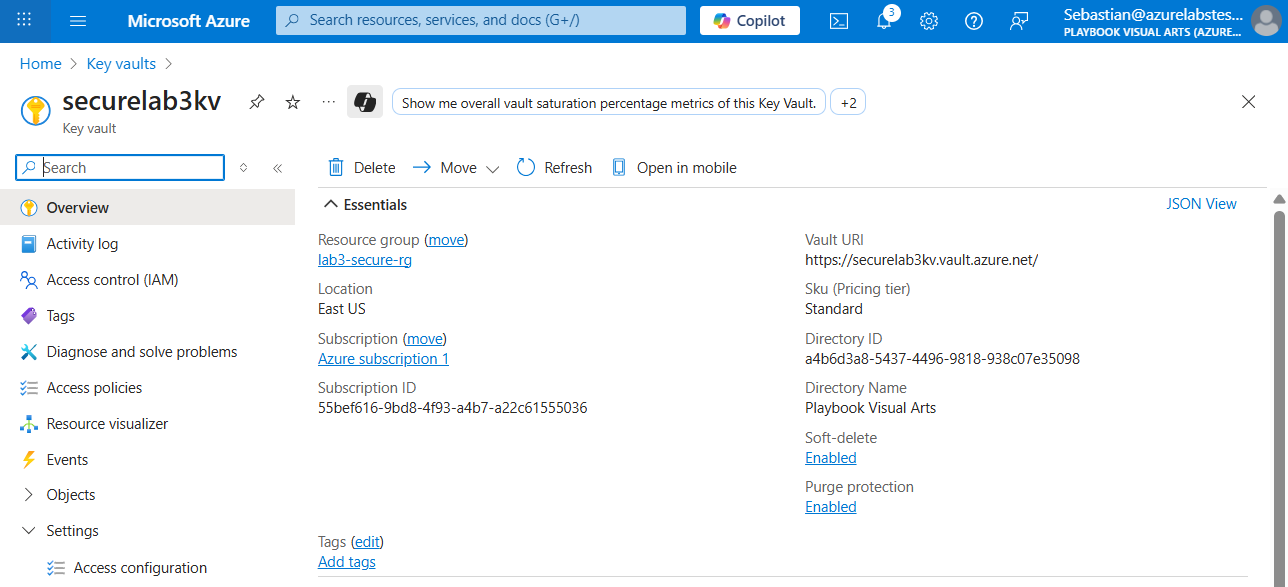 Microsoft Azure
Search resources, services, and docs (G+/)
Copilot
3
Sebastian@azurelabstes...
PLAYBOOK VISUAL ARTS (AZURE...
Home > Key vaults >
securelab3kv
Key vault
...
Show me overall vault saturation percentage metrics of this Key Vault.
+2
Search
Overview
Activity log
Access control (IAM)
Tags
Diagnose and solve problems
Access policies
Resource visualizer
Events
Objects
Settings
Access configuration
Delete
Move
Refresh
Open in mobile
Essentials
JSON View
Resource group (move)
lab3-secure-rg
Location
East US
Subscription (move)
Azure subscription 1
Subscription ID
55bef616-9bd8-4f93-a4b7-a22c61555036
Vault URI
https://securelab3kv.vault.azure.net/
Sku (Pricing tier)
Standard
Directory ID
a4b6d3a8-5437-4496-9818-938c07e35098
Directory Name
Playbook Visual Arts
Soft-delete
Enabled
Purge protection
Enabled
Tags (edit)
Add tags